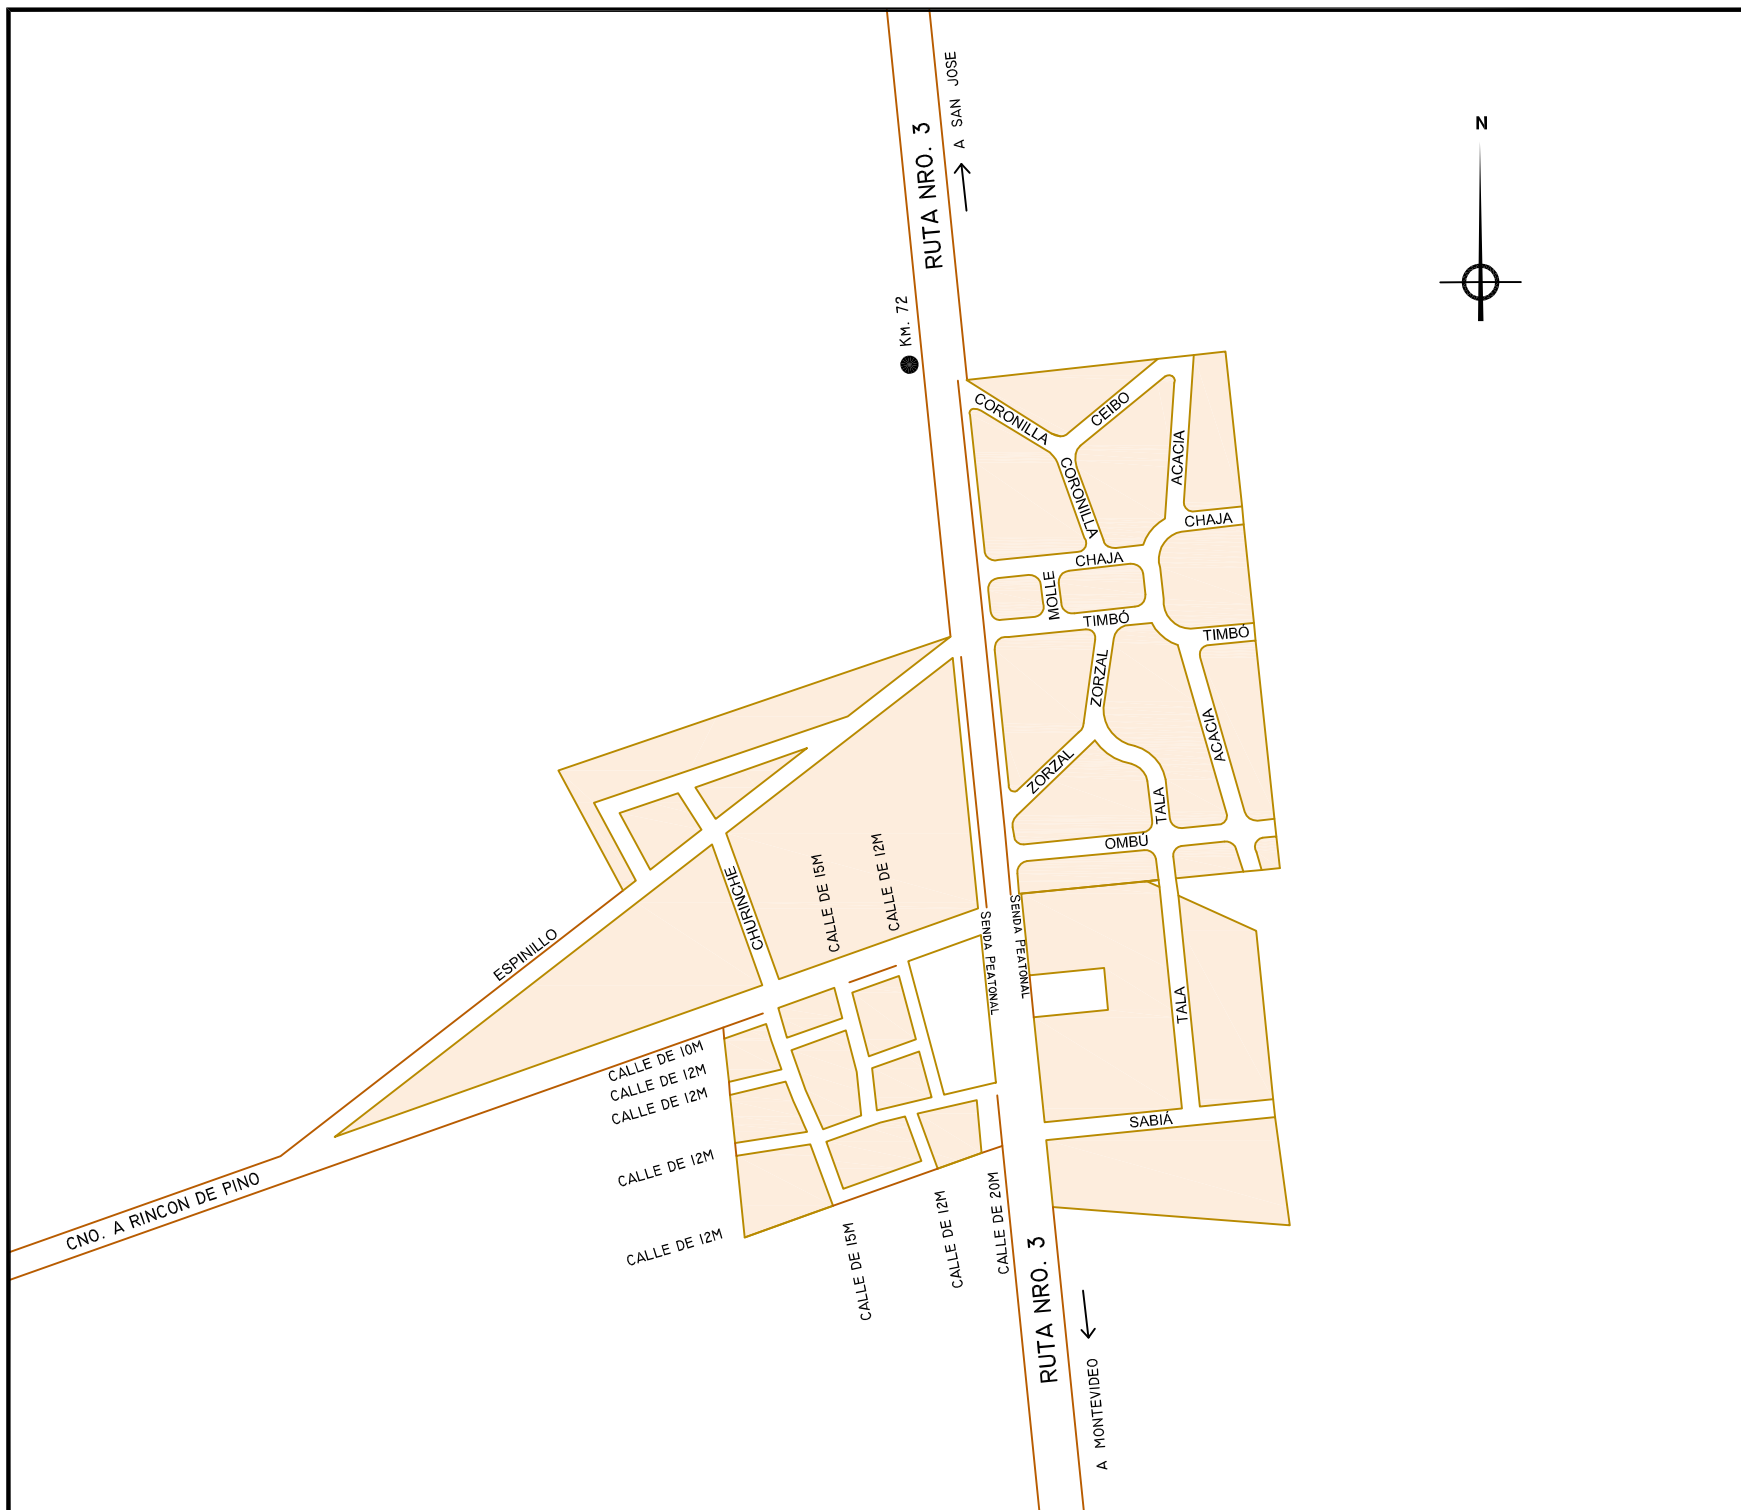 A SAN JOSE
RUTA NRO. 3
N
KM. 72
CORONILLA
CEIBO
ACACIA
CORONILLA
CHAJA
CHAJA
MOLLE
TIMBÓ
TIMBÓ
ZORZAL
ACACIA
ZORZAL
TALA
OMBÚ
CALLE DE 15M
CALLE DE 12M
CHURINCHE
ESPINILLO
SENDA PEATONAL
SENDA PEATONAL
TALA
CALLE DE 10M
CALLE DE 12M
CALLE DE 12M
SABIÁ
CALLE DE 12M
CNO. A RINCON DE PINO
CALLE DE 12M
CALLE DE 15M
CALLE DE 12M
CALLE DE 20M
RUTA NRO. 3
A MONTEVIDEO